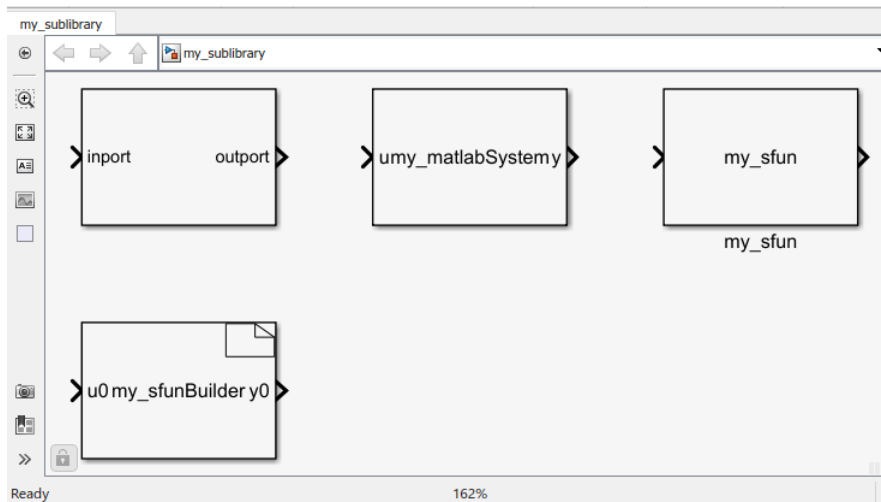 my_sublibrary
my_sublibrary
inport outport
umy_matlabSystemy
my_sfun
my_sfun
u0 my_sfunBuilder y0
Ready 162%